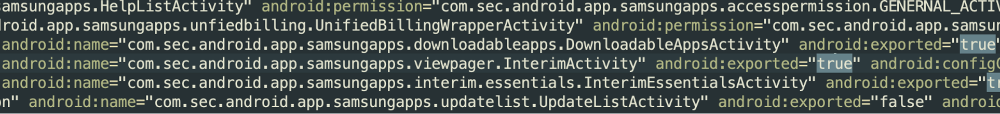 samsungapps.HelpListActivity" android:permission="com.sec.android.app.samsungapps.accesspermission.GENERNAL_ACTIV
droid.app.samsungapps.unfiedbilling.UnifiedBillingWrapperActivity" android:permission="com.sec.android.app.samsun
android:name="com.sec.android.app.samsungapps.downloadableapps.DownloadableAppsActivity" android:exported="true"
android:name="com.sec.android.app.samsungapps.viewpager.InterimActivity" android:exported="true" android:config
android:name="com.sec.android.app.samsungapps.interim.essentials.InterimEssentialsActivity" android:exported="tr
on" android:name="com.sec.android.app.samsungapps.updatelist.UpdateListActivity" android:exported="false" androi